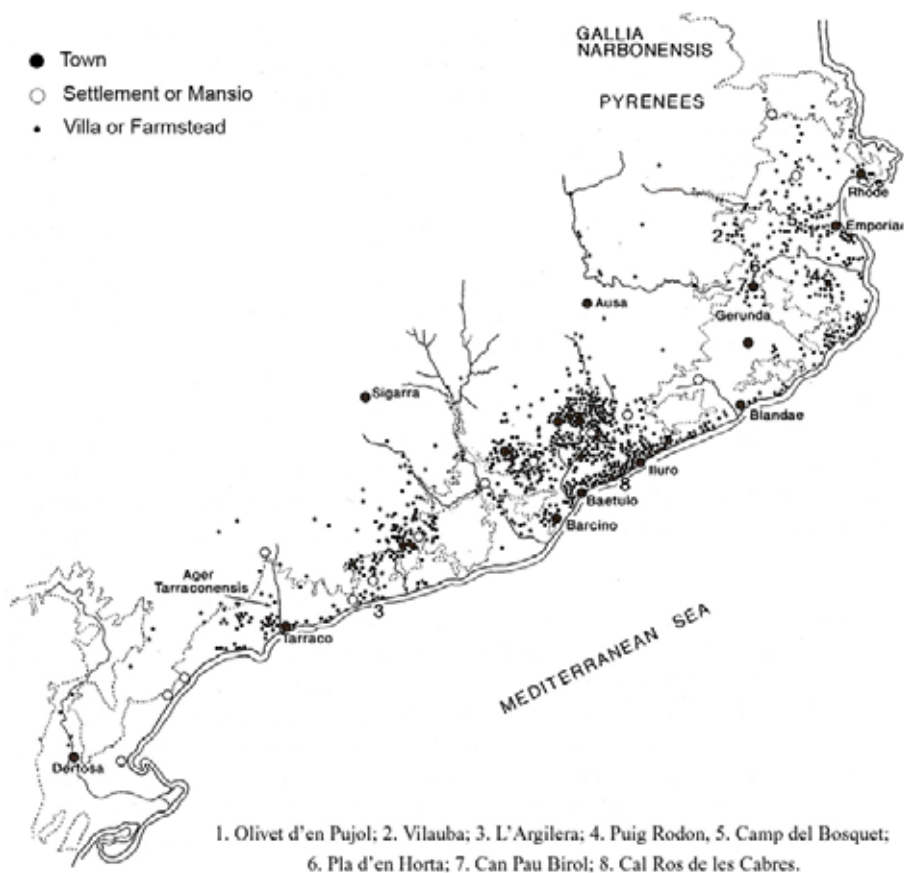 GALLIA
NARBONENSIS
PYRENEES
Town
Settlement or Mansio
Villa or Farmstead
Rhode
5
Emporiae
2
1
6
4
7
Ausa
Gerunda
Sigarra
Blandae
Iluro
8
Baetulo
Barcino
Ager
Tarraconensis
3
Tarraco
MEDITERRANEAN SEA
Dertosa
1. Olivet d'en Pujol; 2. Vilauba; 3. L'Argilera; 4. Puig Rodon, 5. Camp del Bosquet;
6. Pla d'en Horta; 7. Can Pau Birol; 8. Cal Ros de les Cabres.